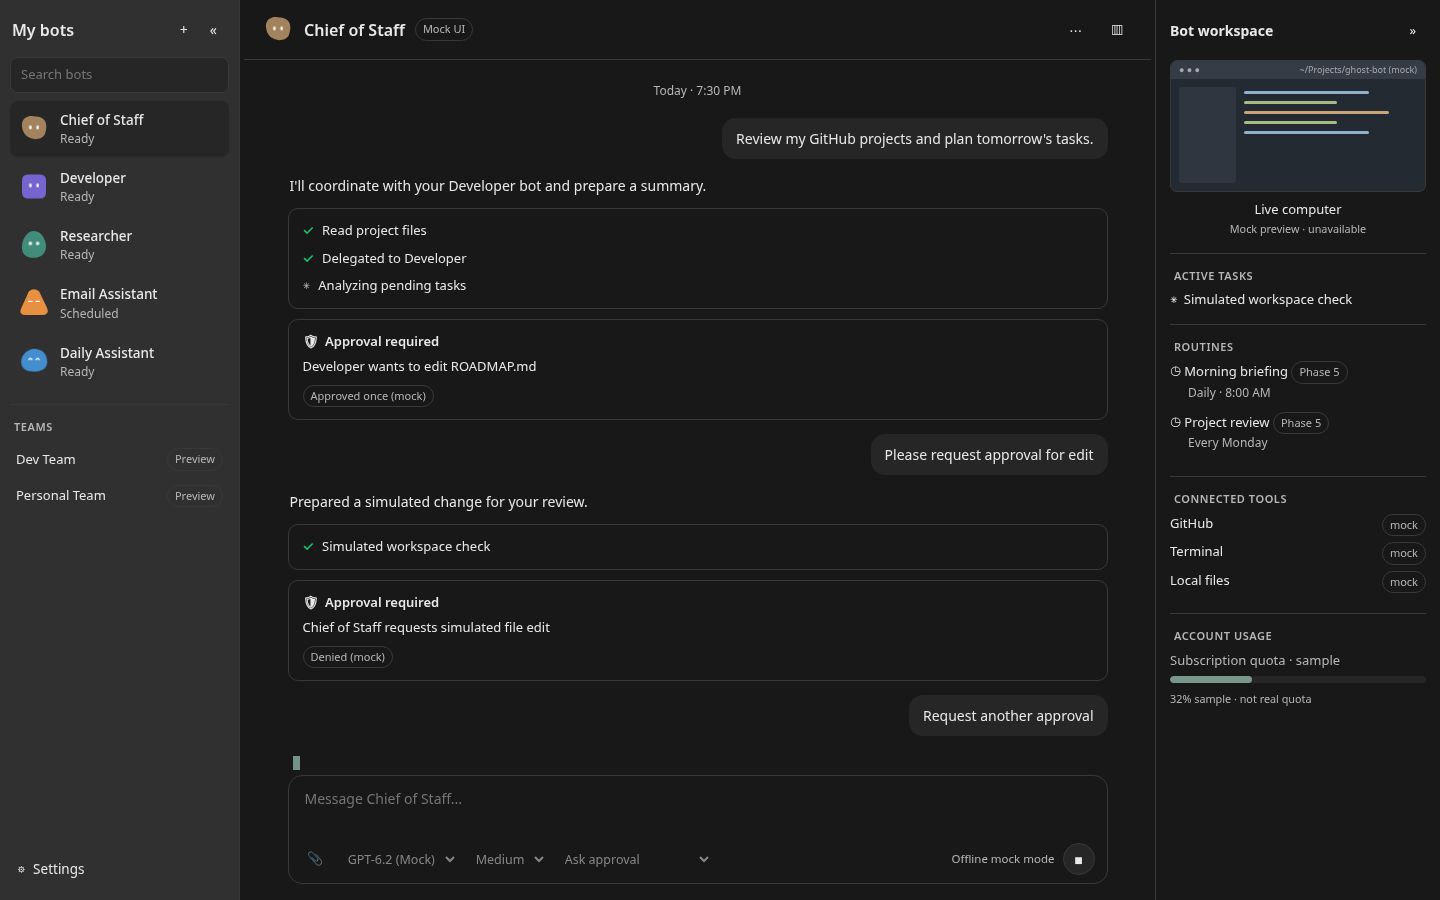 My bots
+
«
Search bots
Chief of Staff
Ready
Developer
Ready
Researcher
Ready
Email Assistant
Scheduled
Daily Assistant
Ready
TEAMS
Dev Team Preview
Personal Team Preview
Settings
Chief of Staff Mock UI
...
Today · 7:30 PM
Review my GitHub projects and plan tomorrow's tasks.
I'll coordinate with your Developer bot and prepare a summary.
Read project files
Delegated to Developer
Analyzing pending tasks
Approval required
Developer wants to edit ROADMAP.md
Approved once (mock)
Please request approval for edit
Prepared a simulated change for your review.
Simulated workspace check
Approval required
Chief of Staff requests simulated file edit
Denied (mock)
Request another approval
Message Chief of Staff...
GPT-6.2 (Mock) Medium Ask approval Offline mock mode
Bot workspace »
~/Projects/ghost-bot (mock)
Live computer
Mock preview · unavailable
ACTIVE TASKS
Simulated workspace check
ROUTINES
Morning briefing Phase 5
Daily · 8:00 AM
Project review Phase 5
Every Monday
CONNECTED TOOLS
GitHub mock
Terminal mock
Local files mock
ACCOUNT USAGE
Subscription quota · sample
32% sample · not real quota